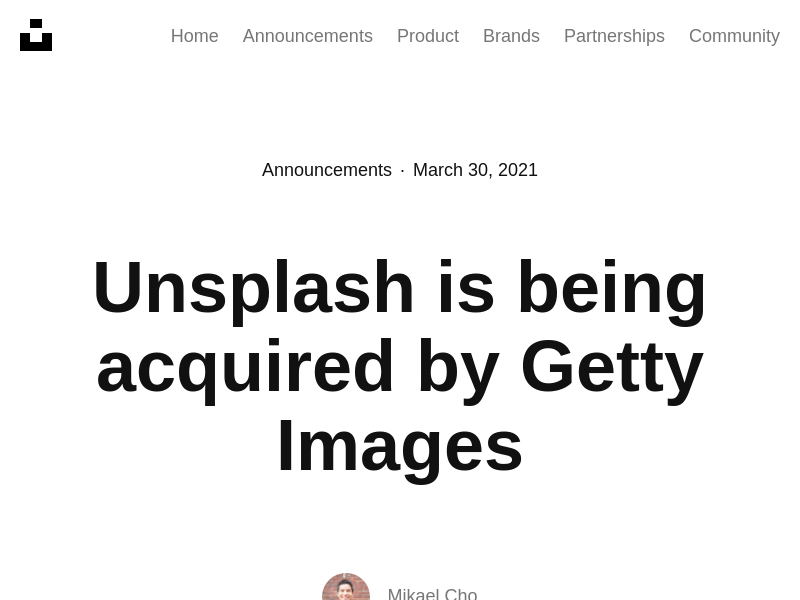 Home Announcements Product Brands Partnerships Community
Announcements · March 30, 2021
Unsplash is being
acquired by Getty
Images
Mikael Cho